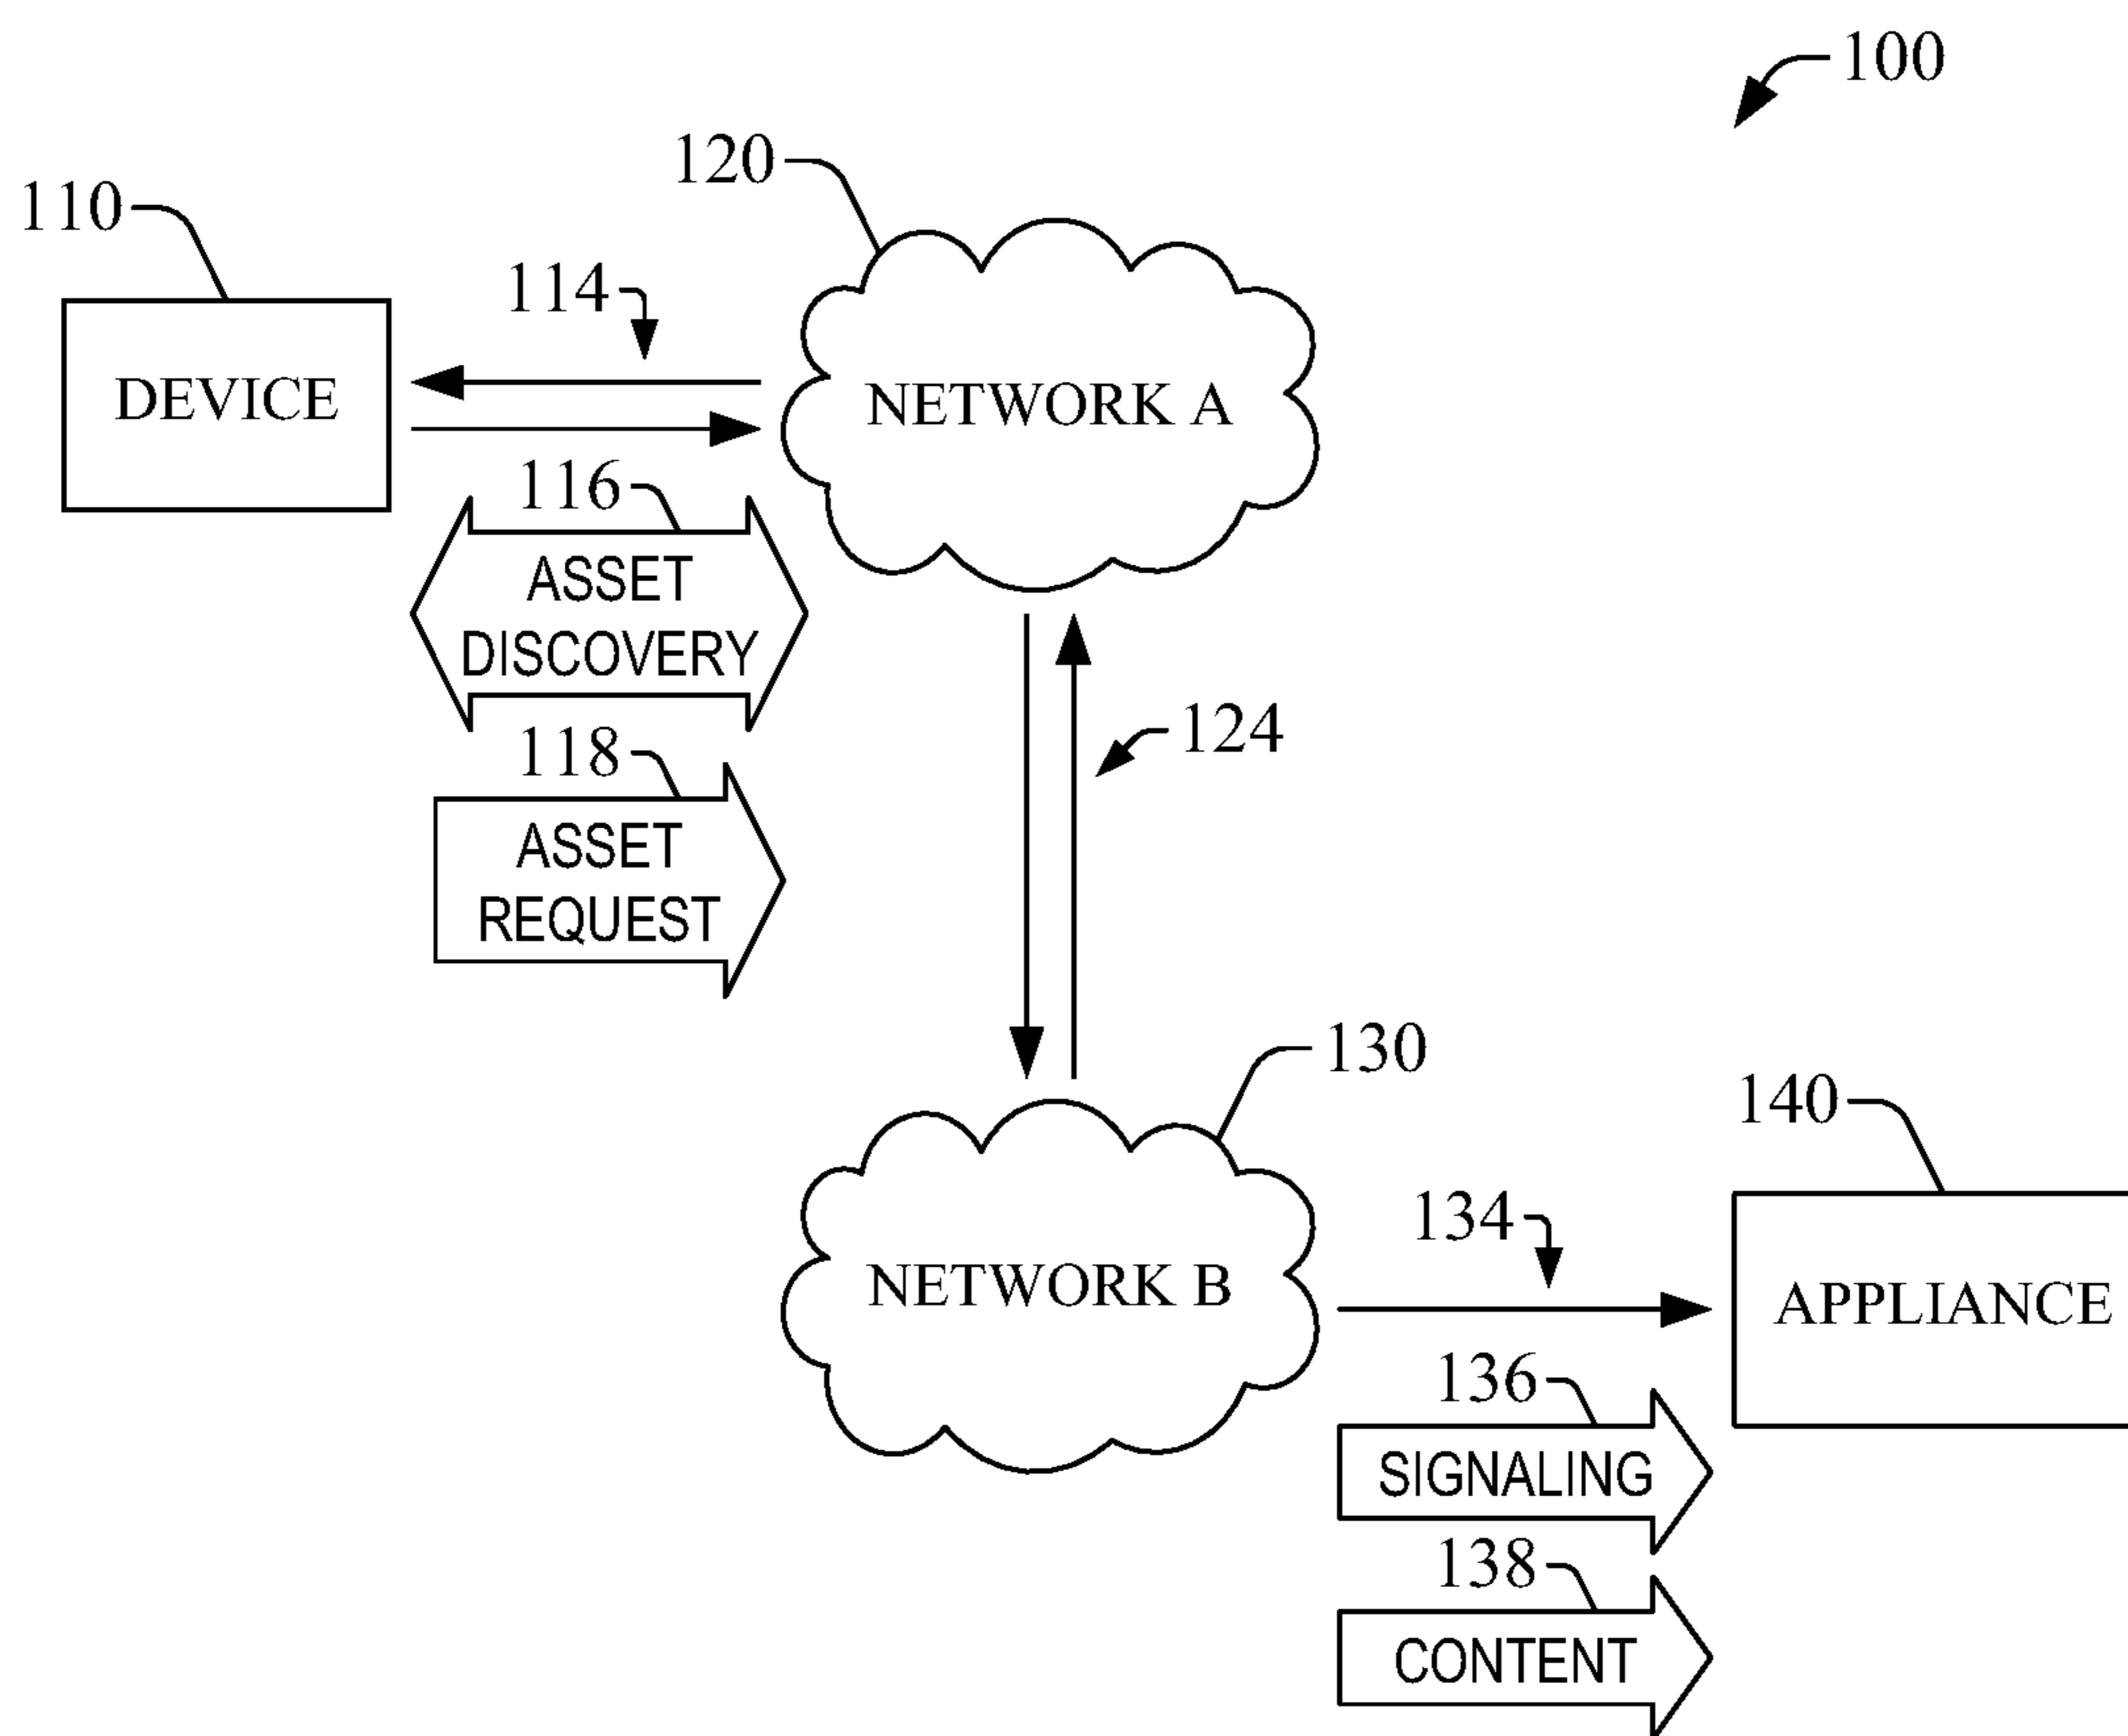 100
120
110
114
DEVICE
NETWORK A
116
ASSET
DISCOVERY
124
118
ASSET
REQUEST
130
140
134
NETWORK B
APPLIANCE
136
SIGNALING
138
CONTENT